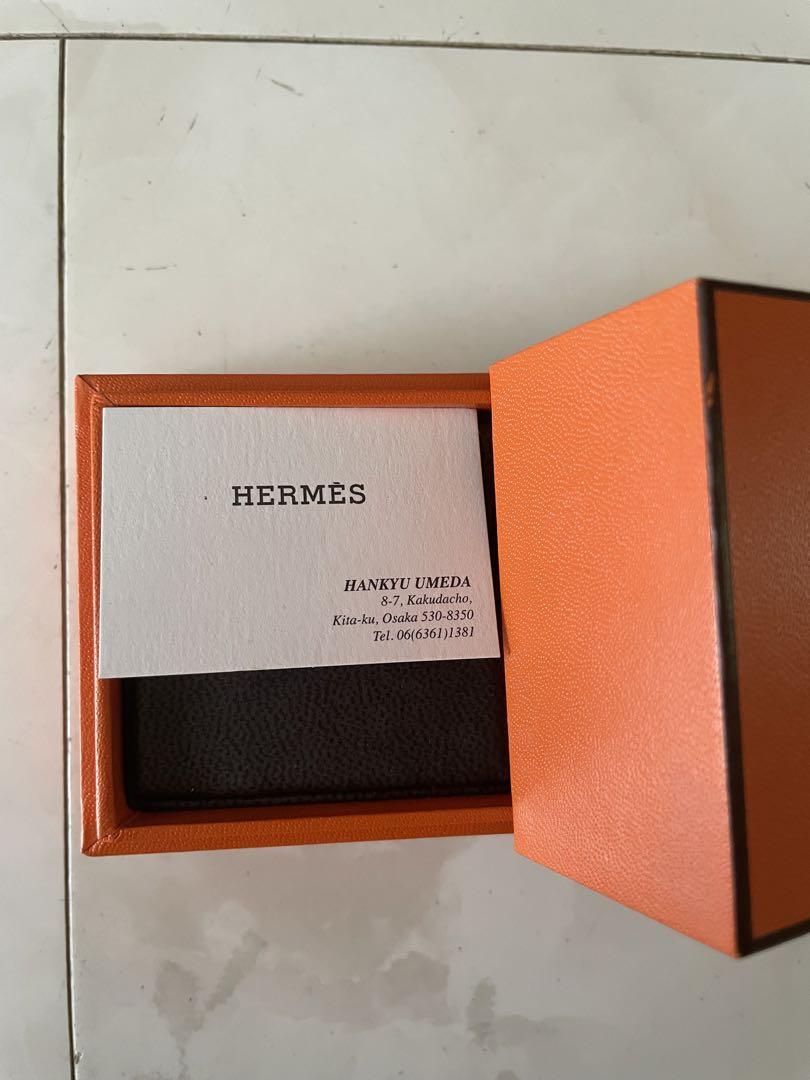 HERMÈS
HANKYU UMEDA
8-7, Kakudacho,
Kita-ku, Osaka 530-8350
Tel. 06(6361)1381